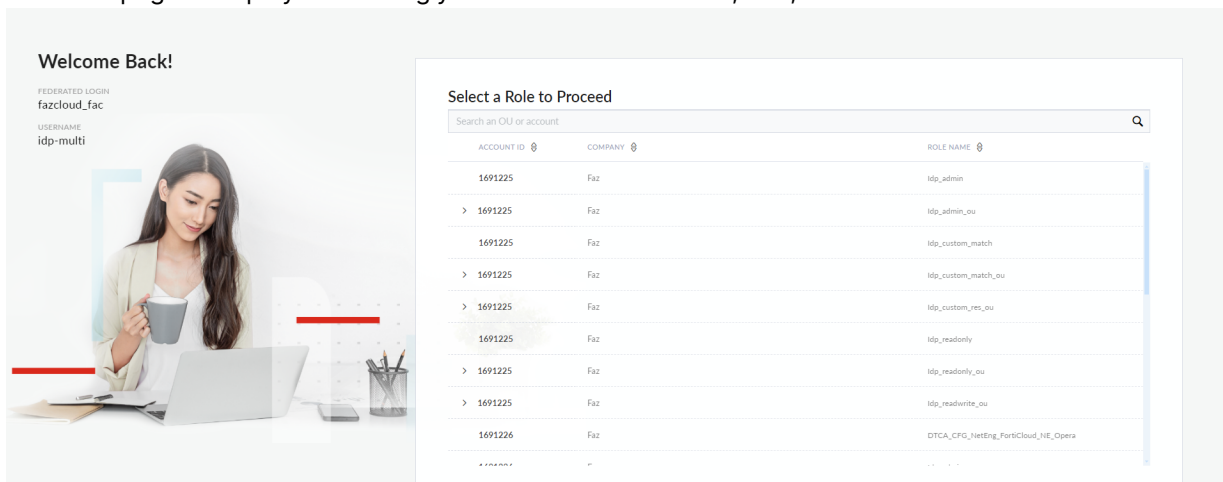 Welcome Back!
FEDERATED LOGIN
fazcloud_fac
USERNAME
idp-multi
Select a Role to Proceed
Search an OU or account
ACCOUNT ID COMPANY ROLE NAME
1691225 Faz Idp_admin
> 1691225 Faz Idp_admin_ou
1691225 Faz Idp_custom_match
> 1691225 Faz Idp_custom_match_ou
> 1691225 Faz Idp_custom_res_ou
1691225 Faz Idp_readonly
> 1691225 Faz Idp_readonly_ou
> 1691225 Faz Idp_readwrite_ou
1691226 Faz DTCA_CFG_NetEng_FortiCloud_NE_Opera